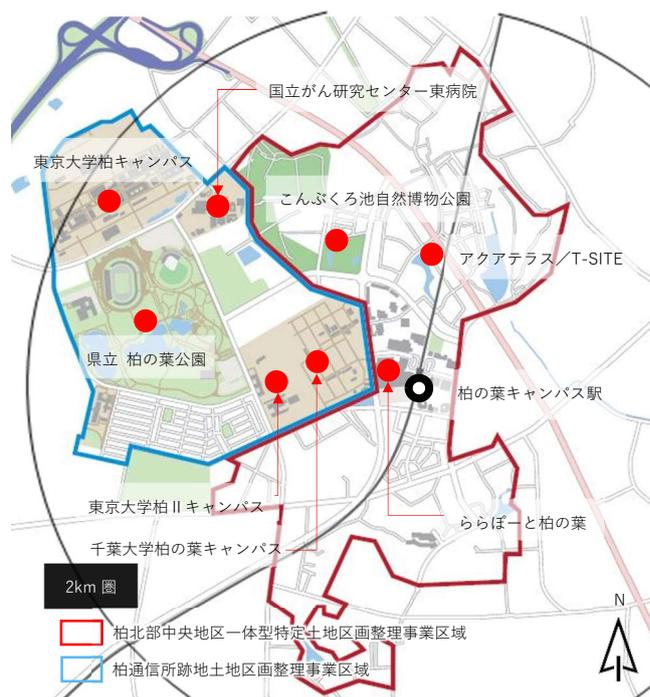 国立がん研究センター東病院
東京大学柏キャンパス
こんぶくろ池自然博物公園
アクアテラス／T-SITE
県立 柏の葉公園
柏の葉キャンパス駅
東京大学柏Ⅱキャンパス
ららぽーと柏の葉
千葉大学柏の葉キャンパス
2km 圏
N
柏北部中央地区一体型特定土地区画整理事業区域
柏通信所跡地土地区画整理事業区域